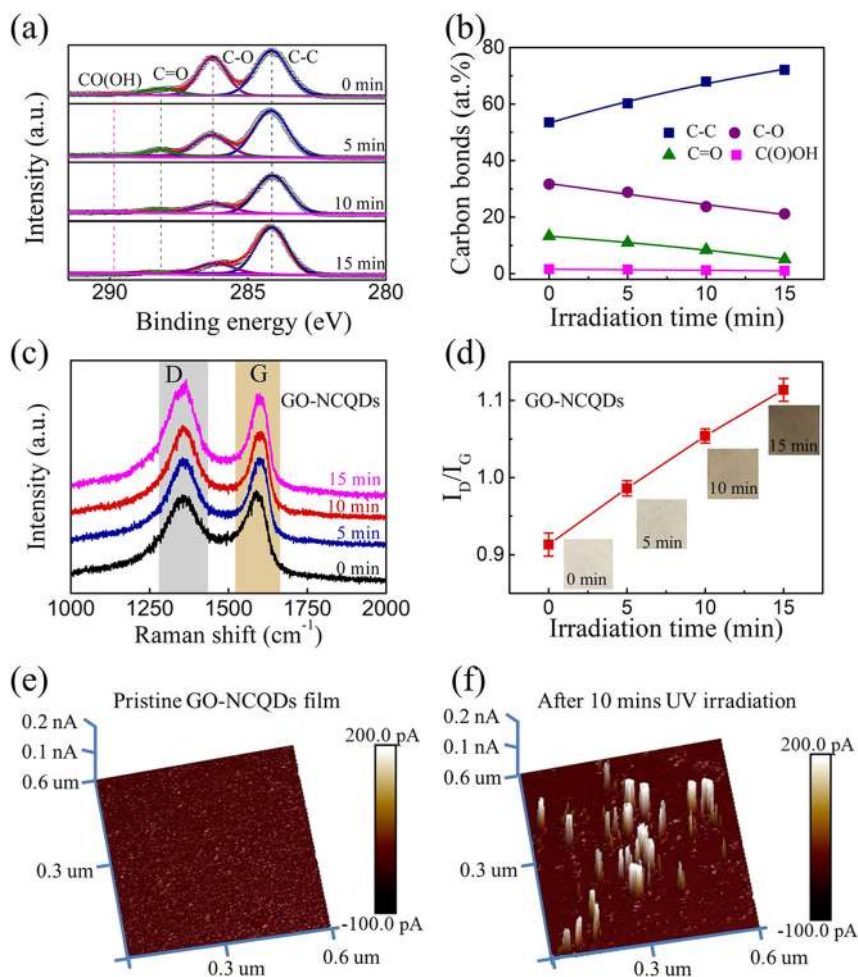 (a)
CO(OH)
C=O
C-O
C-C
0 min
5 min
10 min
15 min
Intensity (a.u.)
290
285
280
Binding energy (eV)
(b)
80
60
40
20
0
Carbon bonds (at.%)
C-C
C-O
C=O
C(O)OH
0
5
10
15
Irradiation time (min)
(c)
D
G
GO-NCQDs
15 min
10 min
5 min
0 min
Intensity (a.u.)
1000
1250
1500
1750
2000
Raman shift (cm⁻¹)
(d)
GO-NCQDs
1.1
1.0
0.9
I_D/I_G
15 min
10 min
5 min
0 min
0
5
10
15
Irradiation time (min)
(e)
Pristine GO-NCQDs film
0.2 nA
0.1 nA
0.6 um
0.3 um
0.3 um
0.6 um
200.0 pA
-100.0 pA
(f)
After 10 mins UV irradiation
0.2 nA
0.1 nA
0.6 um
0.3 um
0.3 um
0.6 um
200.0 pA
-100.0 pA